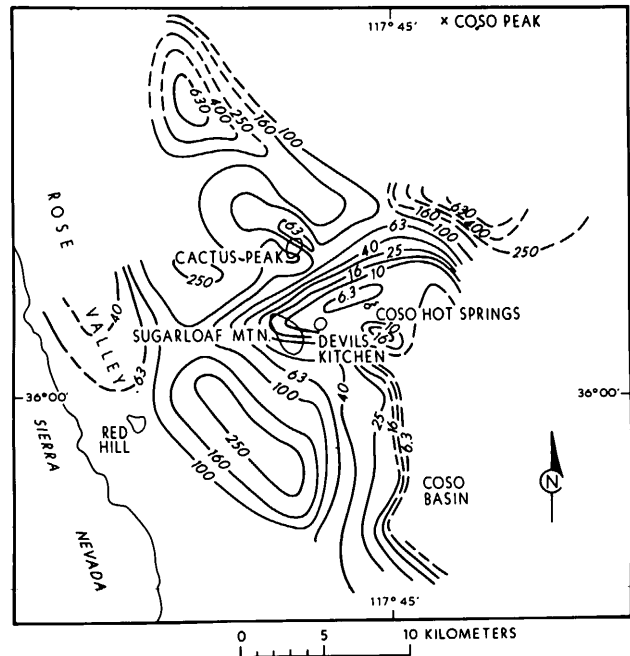 117° 45'
× COSO PEAK
630
400
250
160
100
ROSE
VALLEY
63
CACTUS PEAK
250
630
400
160
100
250
63
40
25
16
10
6.3
COSO HOT SPRINGS
10
16
40
SUGARLOAF MTN.
DEVILS
KITCHEN
63
63
100
40
36°00'
36°00'
250
160
100
25
16
6.3
RED
HILL
SIERRA
NEVADA
COSO
BASIN
N
117° 45'
0 5 10 KILOMETERS